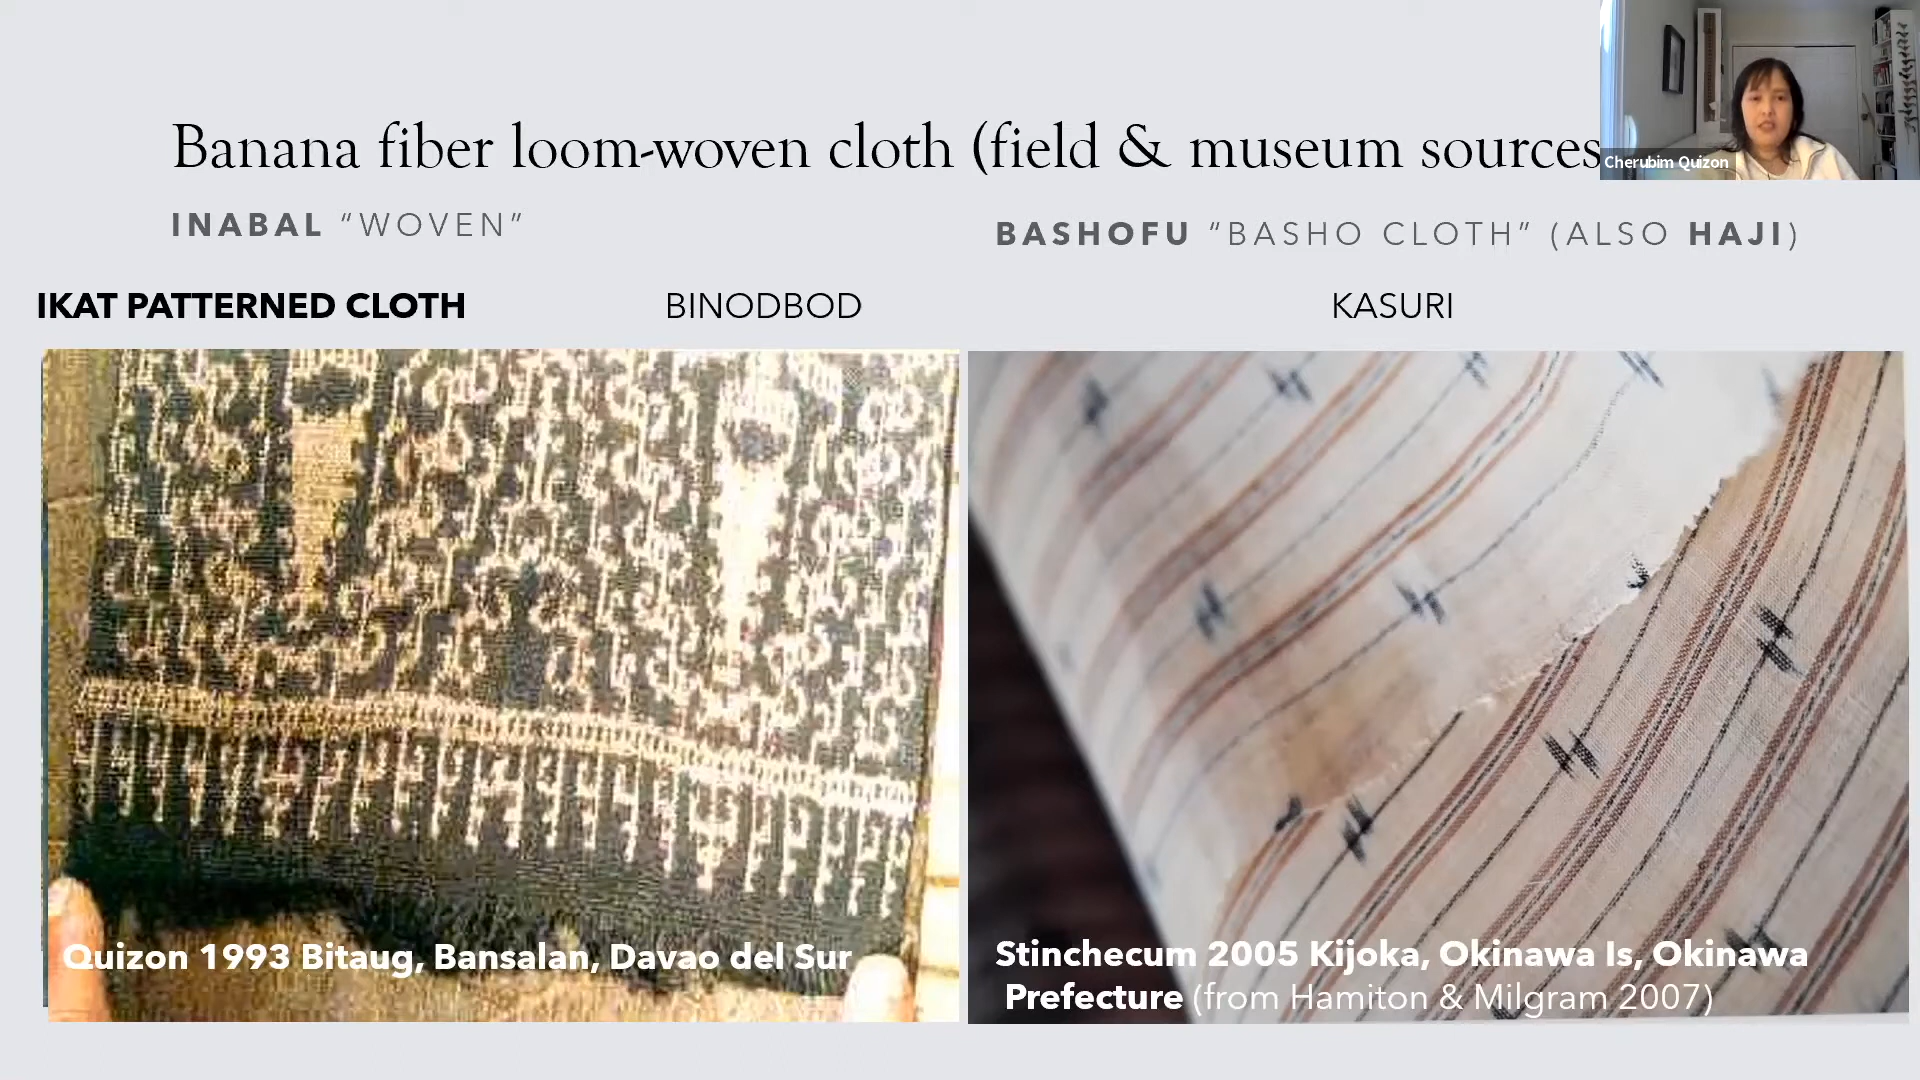 Banana fiber loom-woven cloth (field & museum sources
Cherubim Quizon
INABAL “WOVEN”
BASHOFU “BASHO CLOTH” (ALSO HAJI)
IKAT PATTERNED CLOTH
BINODBOD
KASURI
Quizon 1993 Bitaug, Bansalan, Davao del Sur
Stinchecum 2005 Kijoka, Okinawa Is, Okinawa
Prefecture (from Hamiton & Milgram 2007)